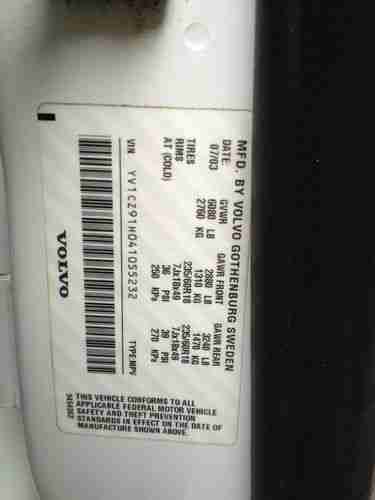 MFD. BY VOLVO GOTHENBURG SWEDEN
DATE: GVWR GAWR FRONT GAWR REAR
07/03 6080 LB 2880 LB 3240 LB
2760 KG 1310 KG 1470 KG
TIRES 235/60R18 235/60R18
RIMS 7Jx18x49 7Jx18x49
AT (COLD) 36 PSI 39 PSI
250 KPa 270 KPa
VIN: YV1CZ91H041055232 TYPE:MPV
VOLVO
THIS VEHICLE CONFORMS TO ALL
APPLICABLE FEDERAL MOTOR VEHICLE
SAFETY AND THEFT PREVENTION
STANDARDS IN EFFECT ON THE DATE
OF MANUFACTURE SHOWN ABOVE.